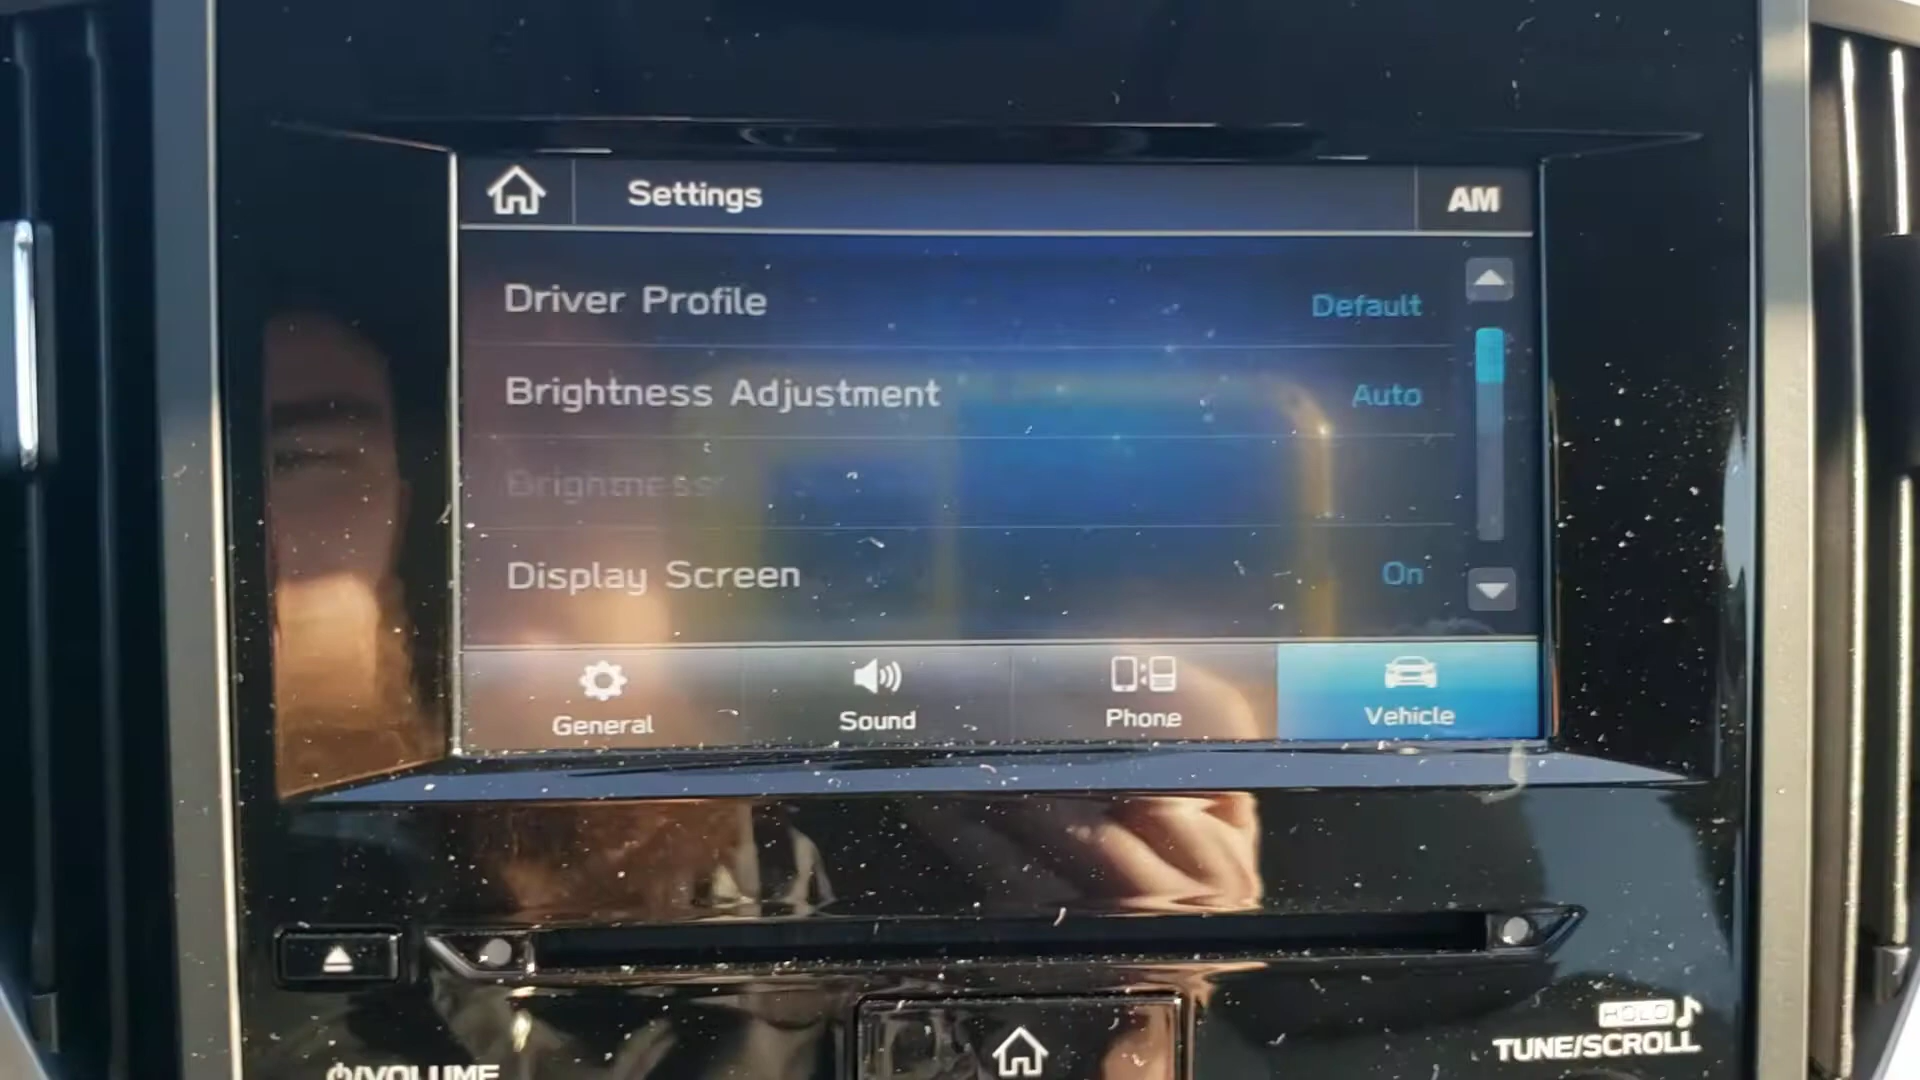 Settings
AM
Driver Profile
Default
Brightness Adjustment
Auto
Brightness
Display Screen
On
General
Sound
Phone
Vehicle
HOLD
TUNE/SCROLL
/VOLUME